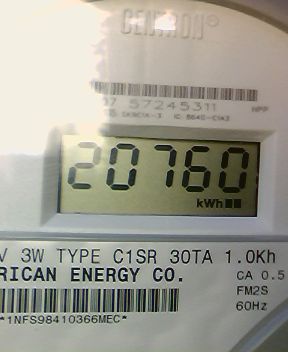 CENTRON®
57245311
20760
kWh
V 3W TYPE C1SR 30TA 1.0Kh
RICAN ENERGY CO.
CA 0.5
FM2S
60Hz
*1NFS98410366MEC*